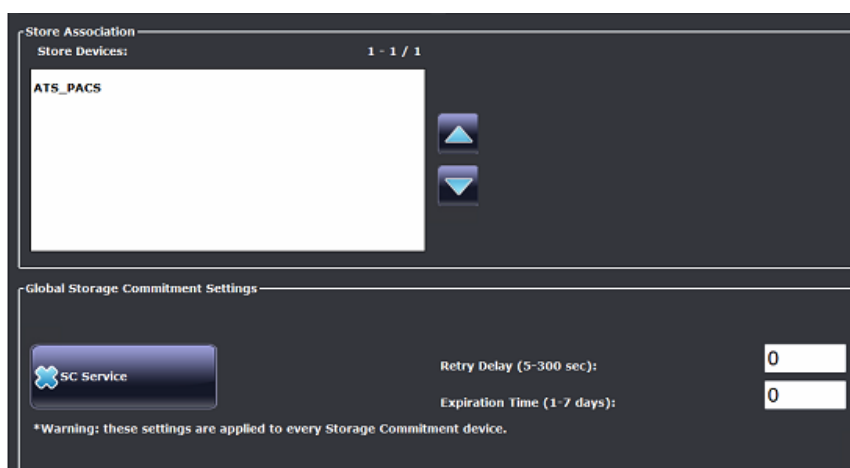 Store Association
Store Devices: 1 - 1 / 1
ATS_PACS
Global Storage Commitment Settings
SC Service
Retry Delay (5-300 sec): 0
Expiration Time (1-7 days): 0
*Warning: these settings are applied to every Storage Commitment device.